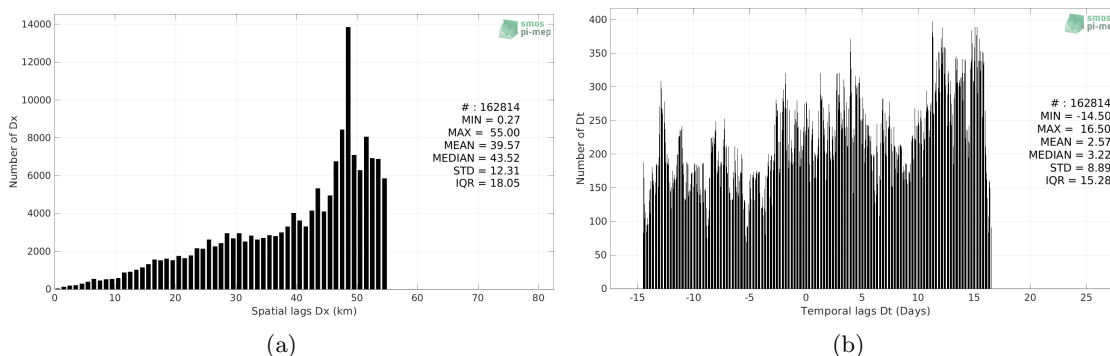 14000
12000
10000
8000
6000
4000
2000
0
Number of Dx
smos
pi-mep
# : 162814
MIN = 0.27
MAX = 55.00
MEAN = 39.57
MEDIAN = 43.52
STD = 12.31
IQR = 18.05
0 10 20 30 40 50 60 70 80
Spatial lags Dx (km)
(a)
400
350
300
250
200
150
100
50
0
Number of Dt
smos
pi-mep
# : 162814
MIN = -14.50
MAX = 16.50
MEAN = 2.57
MEDIAN = 3.22
STD = 8.89
IQR = 15.28
-15 -10 -5 0 5 10 15 20 25
Temporal lags Dt (Days)
(b)